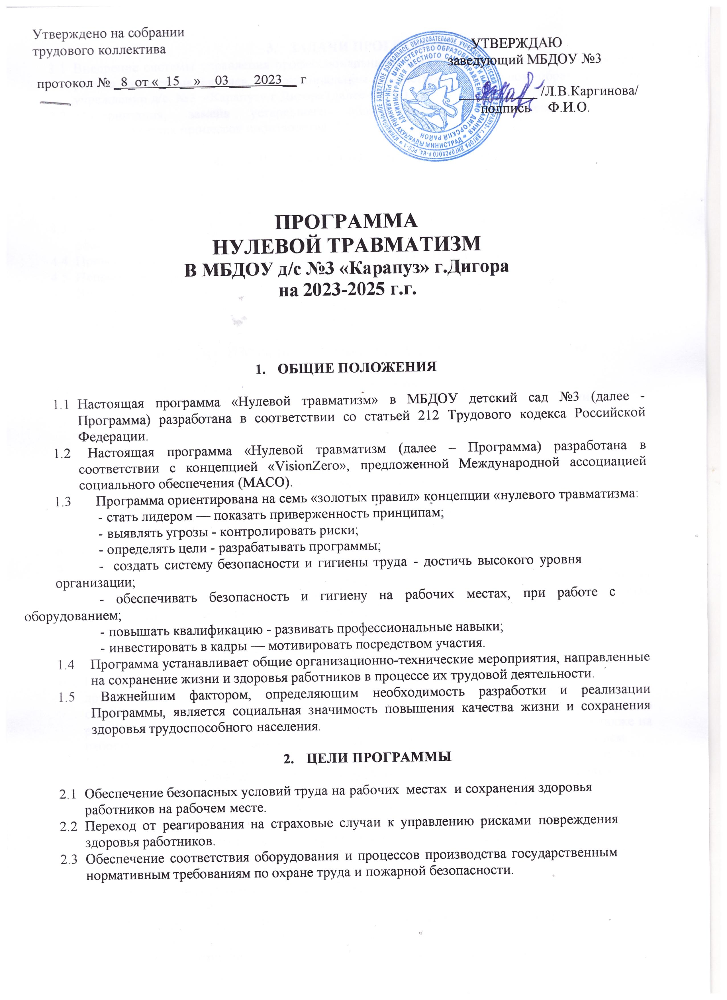 Утверждено на собрании
трудового коллектива
протокол № _8_от «_15__»__03___2023__ г
УТВЕРЖДАЮ
заведующий МБДОУ №3
/Л.В.Каргинова/
подпись Ф.И.О.
МИНИСТЕРСТВО ОБРАЗОВАНИЯ И НАУКИ
АДМИНИСТРАЦИЯ МЕСТНОГО САМОУПРАВЛЕНИЯ МО ДИГОРСКИЙ РАЙОН
ПРОГРАММА
НУЛЕВОЙ ТРАВМАТИЗМ
В МБДОУ д/с №3 «Карапуз» г.Дигора
на 2023-2025 г.г.
1. ОБЩИЕ ПОЛОЖЕНИЯ
1.1 Настоящая программа «Нулевой травматизм» в МБДОУ детский сад №3 (далее -
Программа) разработана в соответствии со статьей 212 Трудового кодекса Российской
Федерации.
1.2 Настоящая программа «Нулевой травматизм (далее – Программа) разработана в
соответствии с концепцией «VisionZero», предложенной Международной ассоциацией
социального обеспечения (МАСО).
1.3 Программа ориентирована на семь «золотых правил» концепции «нулевого травматизма:
- стать лидером — показать приверженность принципам;
- выявлять угрозы - контролировать риски;
- определять цели - разрабатывать программы;
- создать систему безопасности и гигиены труда - достичь высокого уровня
организации;
- обеспечивать безопасность и гигиену на рабочих местах, при работе с
оборудованием;
- повышать квалификацию - развивать профессиональные навыки;
- инвестировать в кадры — мотивировать посредством участия.
1.4 Программа устанавливает общие организационно-технические мероприятия, направленные
на сохранение жизни и здоровья работников в процессе их трудовой деятельности.
1.5 Важнейшим фактором, определяющим необходимость разработки и реализации
Программы, является социальная значимость повышения качества жизни и сохранения
здоровья трудоспособного населения.
2. ЦЕЛИ ПРОГРАММЫ
2.1 Обеспечение безопасных условий труда на рабочих местах и сохранения здоровья
работников на рабочем месте.
2.2 Переход от реагирования на страховые случаи к управлению рисками повреждения
здоровья работников.
2.3 Обеспечение соответствия оборудования и процессов производства государственным
нормативным требованиям по охране труда и пожарной безопасности.